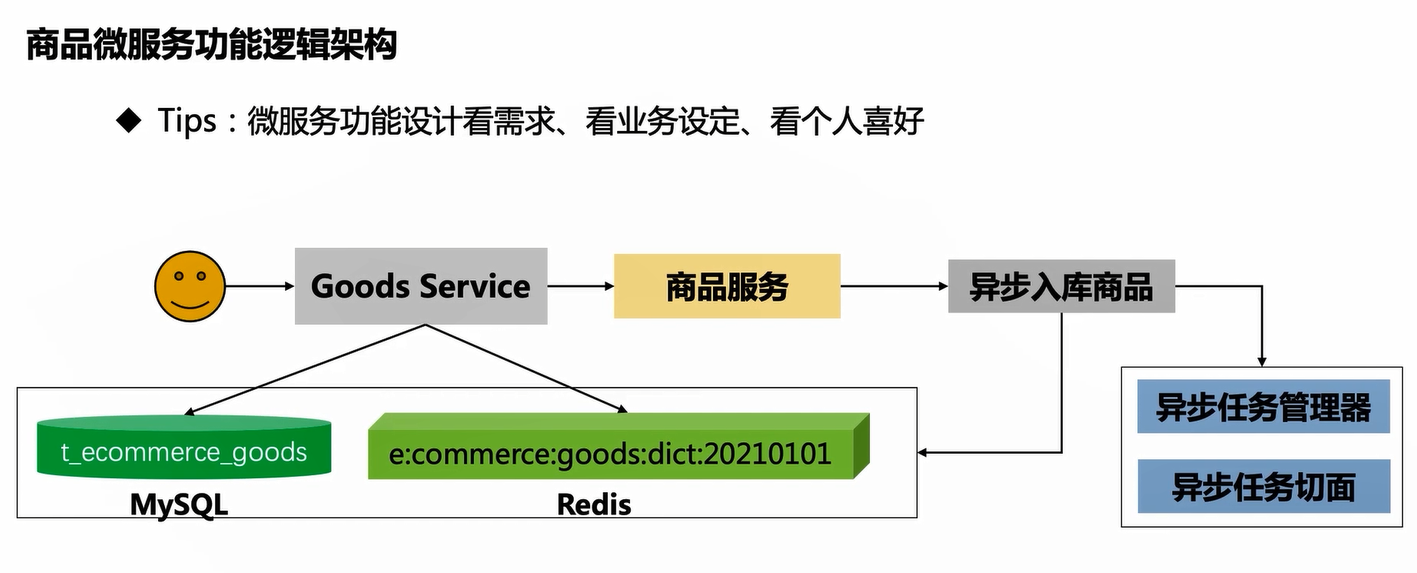 商品微服务功能逻辑架构
◆ Tips：微服务功能设计看需求、看业务设定、看个人喜好
Goods Service
商品服务
异步入库商品
异步任务管理器
异步任务切面
t_ecommerce_goods
e:commerce:goods:dict:20210101
MySQL
Redis